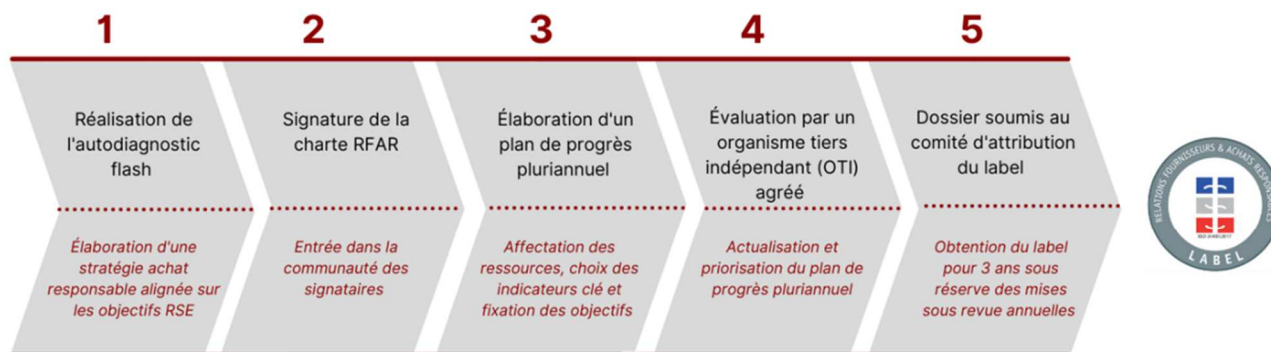 1
2
3
4
5
Réalisation de
l'autodiagnostic
flash
Élaboration d'une
stratégie achat
responsable alignée sur
les objectifs RSE
Signature de la
charte RFAR
Entrée dans la
communauté des
signataires
Élaboration d'un
plan de progrès
pluriannuel
Affectation des
ressources, choix des
indicateurs clé et
fixation des objectifs
Évaluation par un
organisme tiers
indépendant (OTI)
agréé
Actualisation et
priorisation du plan de
progrès pluriannuel
Dossier soumis au
comité d'attribution
du label
Obtention du label
pour 3 ans sous
réserve des mises
sous revue annuelles
RELATIONS FOURNISSEURS & ACHATS RESPONSABLES
LABEL